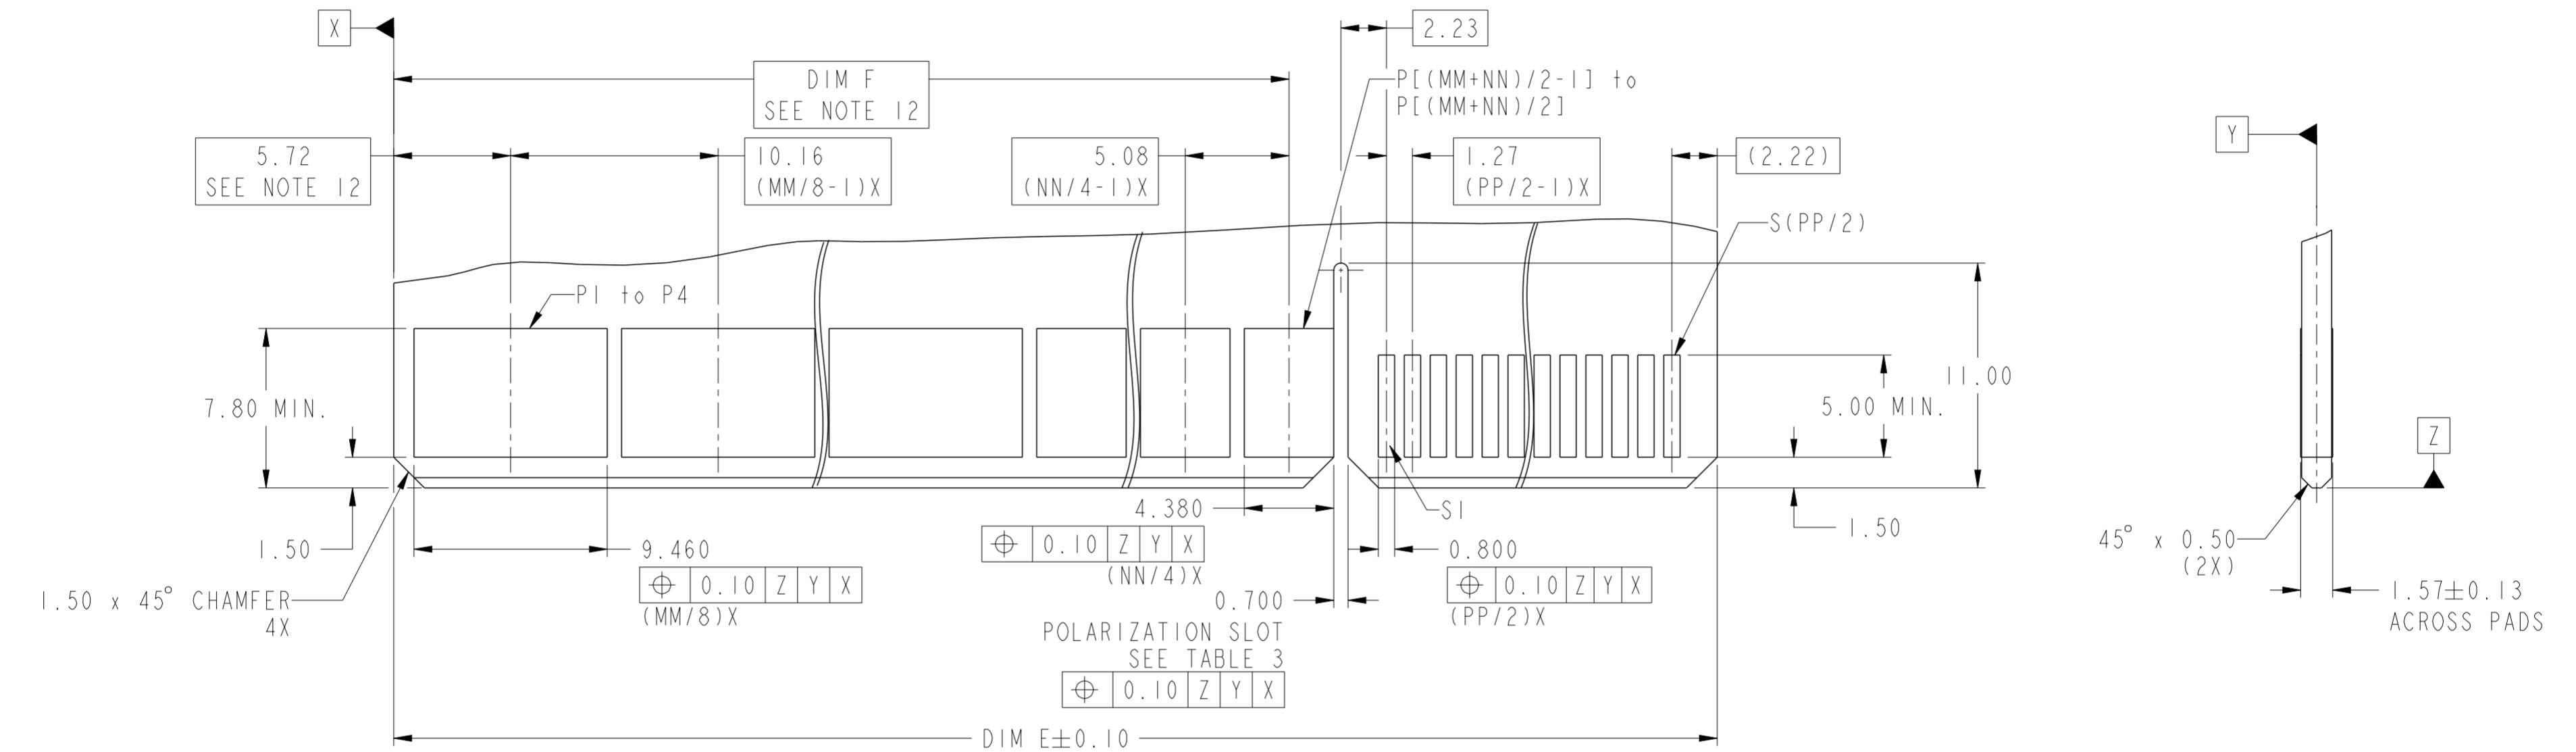 X
2.23
DIM F
SEE NOTE 12
P[(MM+NN)/2-1] to
P[(MM+NN)/2]
Y
5.72
SEE NOTE 12
10.16
(MM/8-1)X
5.08
(NN/4-1)X
1.27
(PP/2-1)X
(2.22)
S(PP/2)
P1 to P4
11.00
7.80 MIN.
5.00 MIN.
Z
4.380
S1
1.50
⌖ 0.10 Z Y X
(NN/4)X
1.50
9.460
⌖ 0.10 Z Y X
(MM/8)X
0.800
⌖ 0.10 Z Y X
(PP/2)X
45° x 0.50
(2X)
1.57±0.13
ACROSS PADS
1.50 x 45° CHAMFER
4X
0.700
POLARIZATION SLOT
SEE TABLE 3
⌖ 0.10 Z Y X
DIM E±0.10